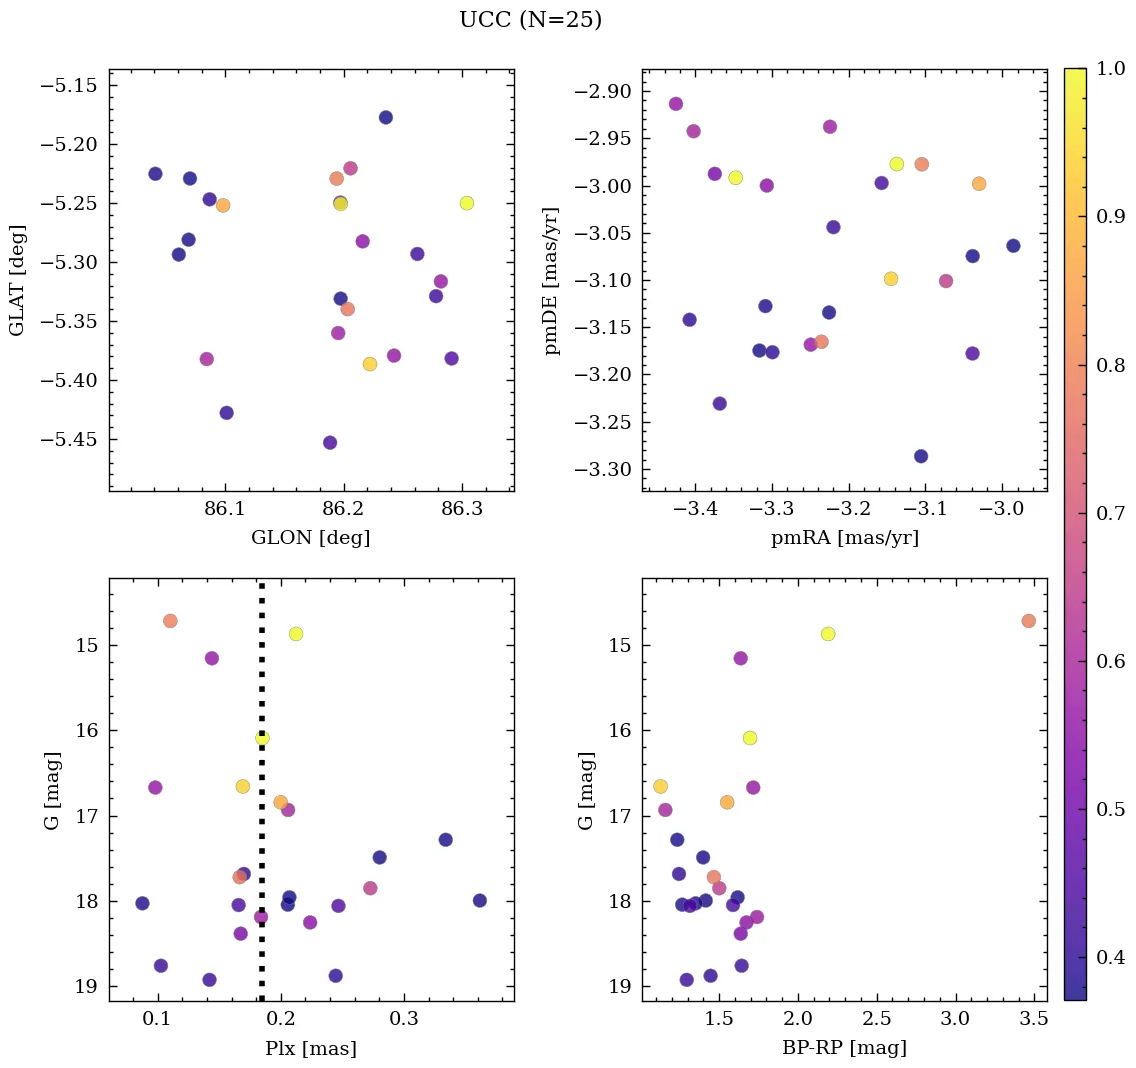 UCC (N=25)
−5.15
−5.20
−5.25
−5.30
−5.35
−5.40
−5.45
GLAT [deg]
86.1 86.2 86.3
GLON [deg]
−2.90
−2.95
−3.00
−3.05
−3.10
−3.15
−3.20
−3.25
−3.30
pmDE [mas/yr]
−3.4 −3.3 −3.2 −3.1 −3.0
pmRA [mas/yr]
15
16
17
18
19
G [mag]
0.1 0.2 0.3
Plx [mas]
15
16
17
18
19
G [mag]
1.5 2.0 2.5 3.0 3.5
BP-RP [mag]
1.0
0.9
0.8
0.7
0.6
0.5
0.4